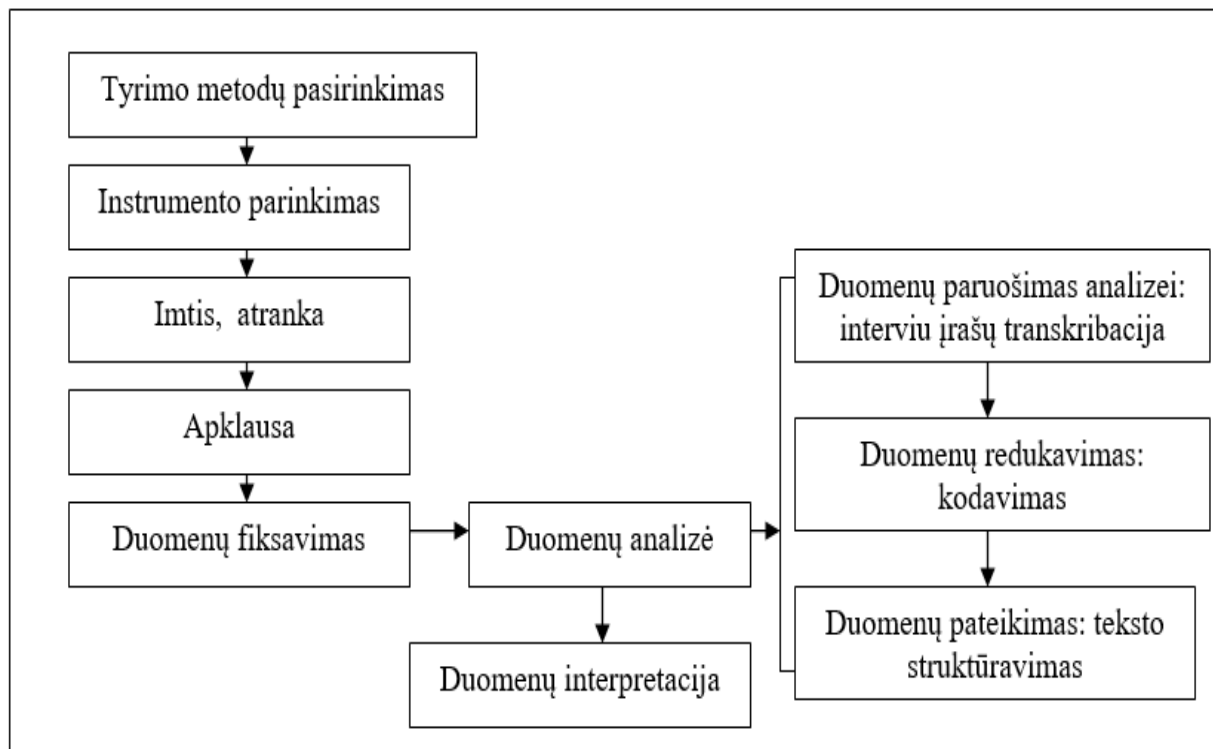 Tyrimo metodų pasirinkimas
Instrumento parinkimas
Imtis, atranka
Apklausa
Duomenų fiksavimas
Duomenų analizė
Duomenų interpretacija
Duomenų paruošimas analizei:
interviu įrašų transkribacija
Duomenų redukavimas:
kodavimas
Duomenų pateikimas: teksto
struktūravimas